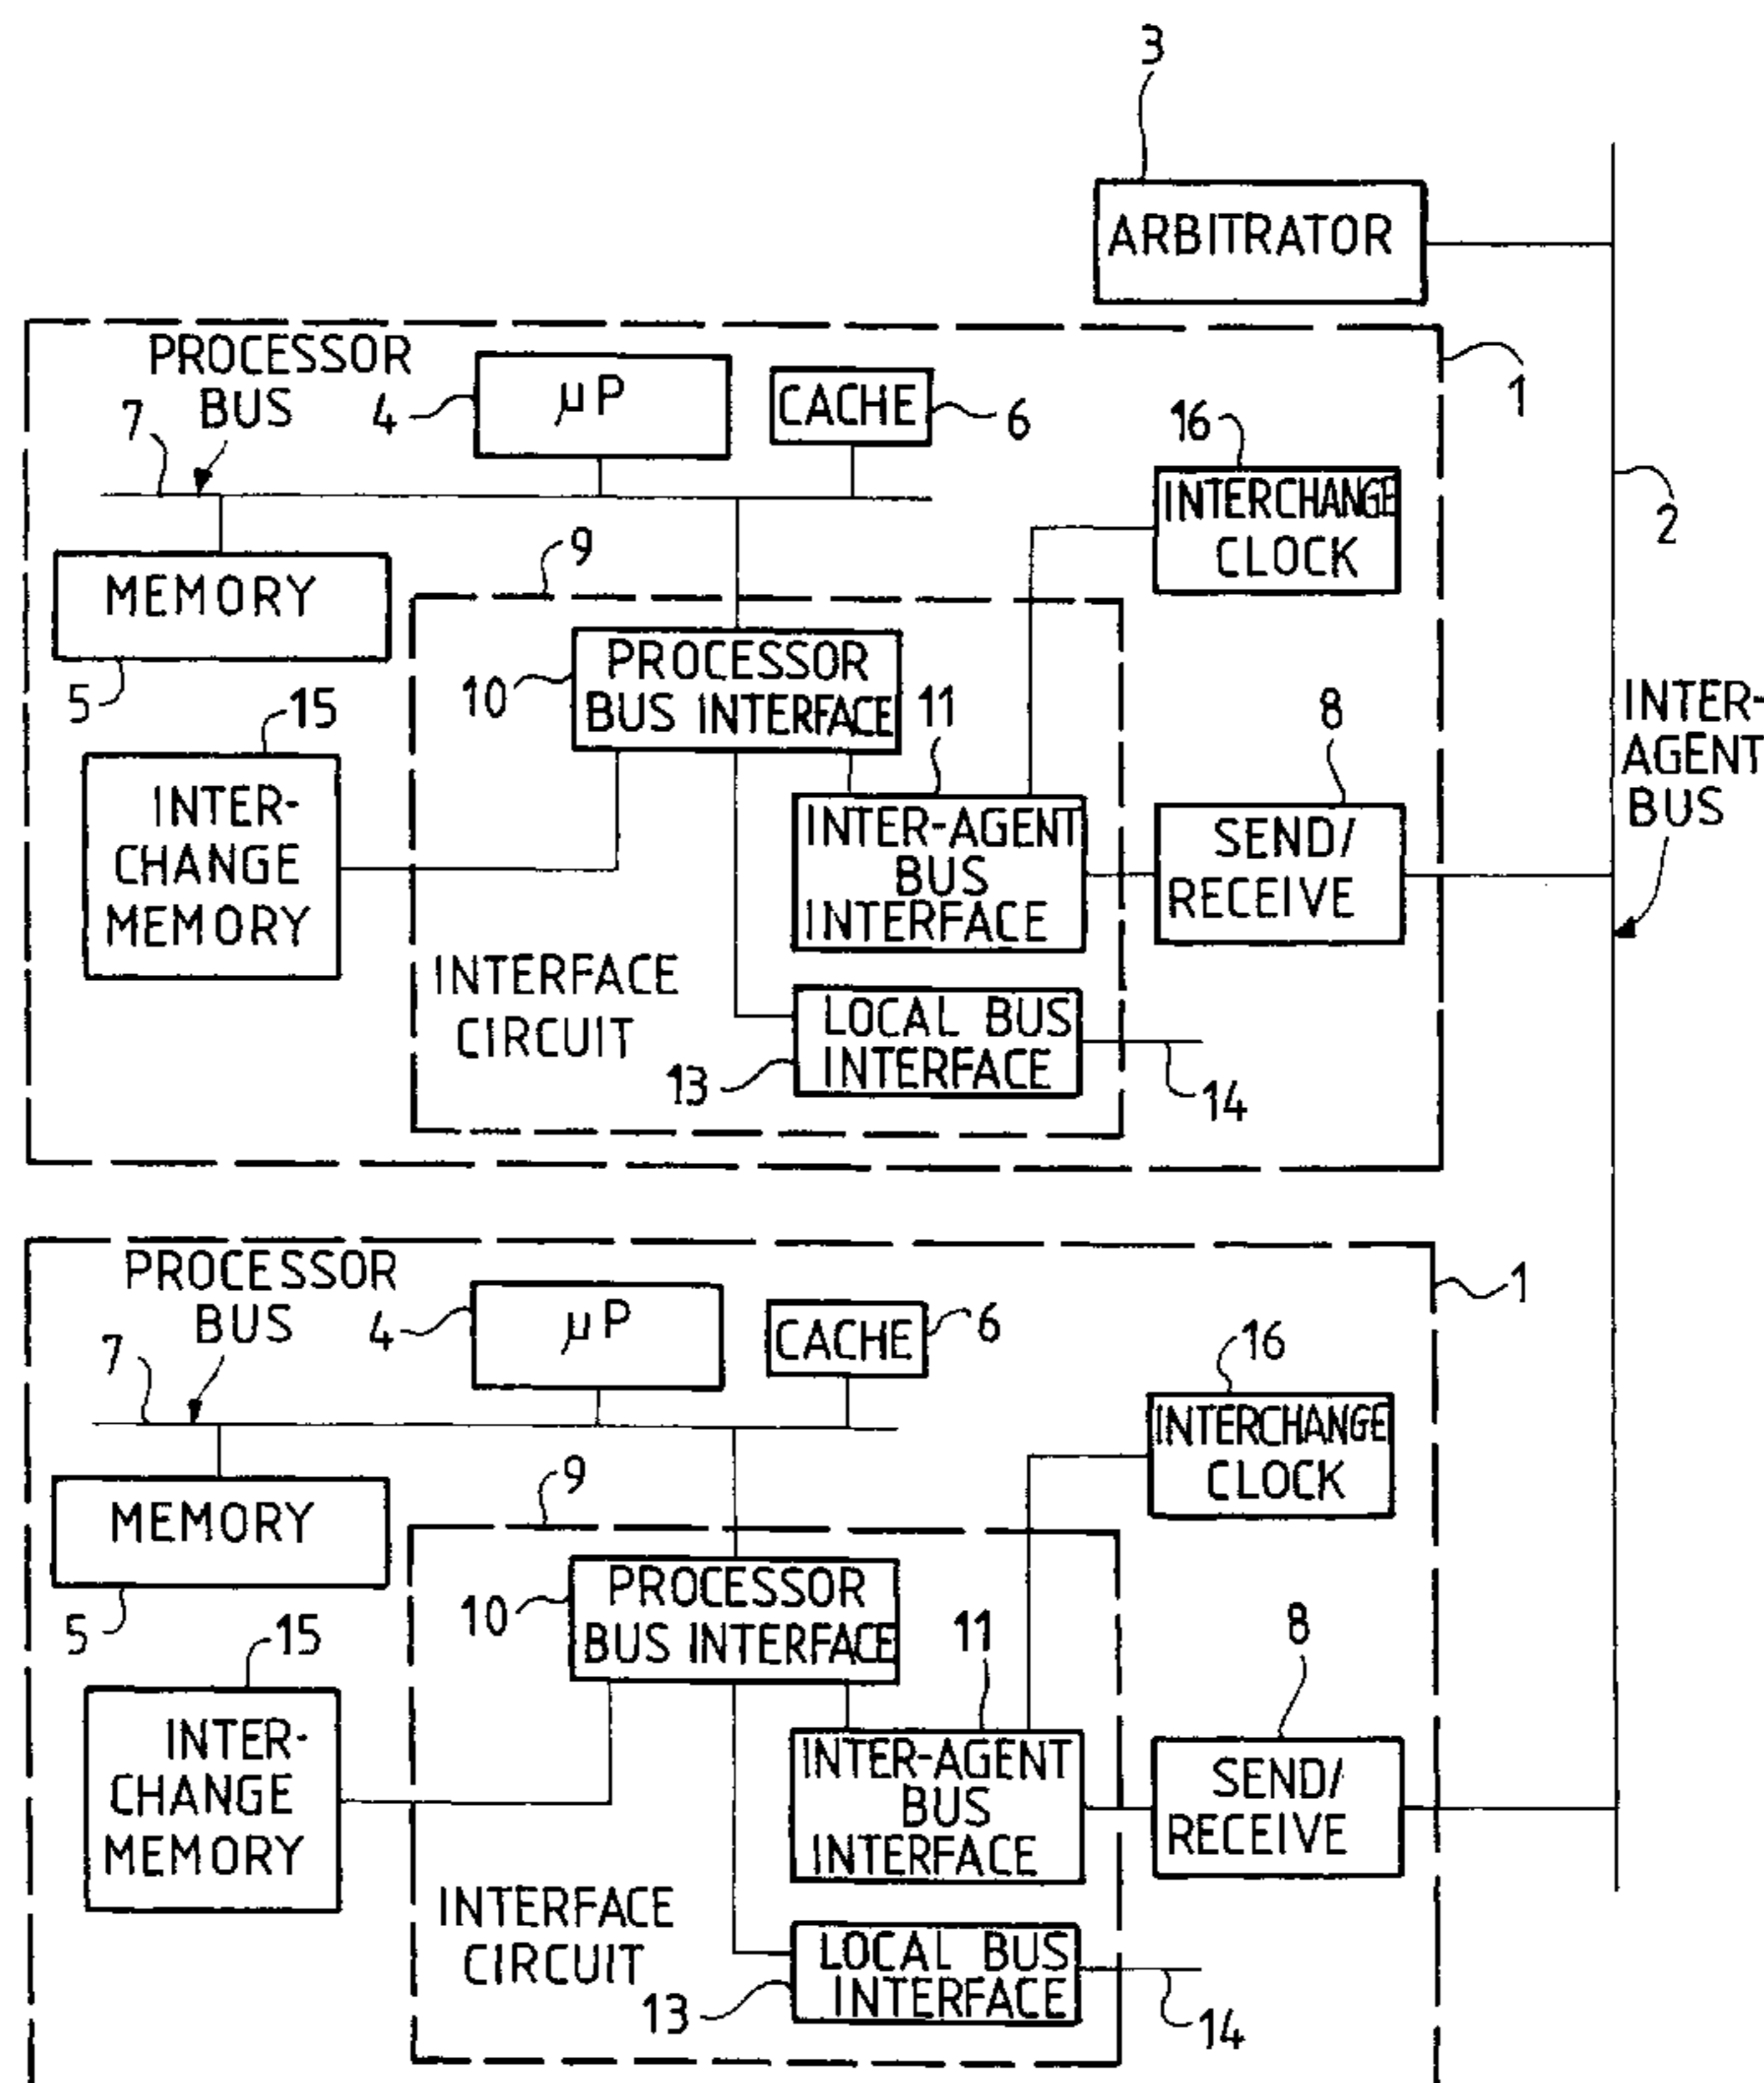 3
ARBITRATOR
PROCESSOR
BUS
7
4
µP
CACHE
6
1
16
INTERCHANGE
CLOCK
2
MEMORY
5
9
PROCESSOR
BUS INTERFACE
10
15
INTER-
CHANGE
MEMORY
11
INTER-AGENT
BUS
INTERFACE
8
SEND/
RECEIVE
INTER-
AGENT
BUS
INTERFACE
CIRCUIT
LOCAL BUS
INTERFACE
13
14
PROCESSOR
BUS
7
4
µP
CACHE
6
1
16
INTERCHANGE
CLOCK
MEMORY
5
9
PROCESSOR
BUS INTERFACE
10
15
INTER-
CHANGE
MEMORY
11
INTER-AGENT
BUS
INTERFACE
8
SEND/
RECEIVE
INTERFACE
CIRCUIT
LOCAL BUS
INTERFACE
13
14